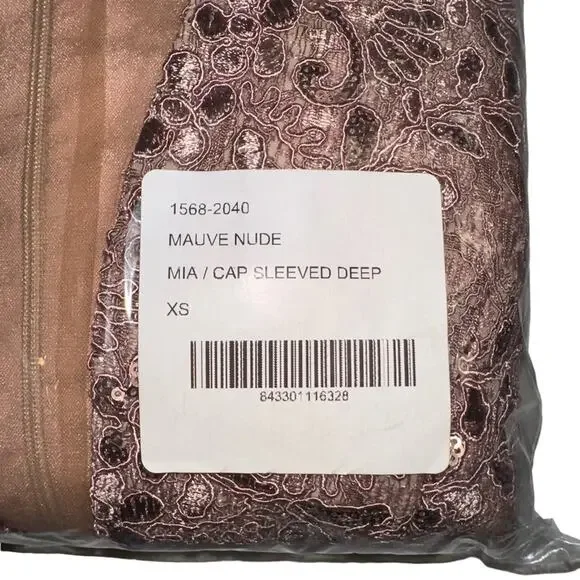 1568-2040
MAUVE NUDE
MIA / CAP SLEEVED DEEP
XS
843301116328